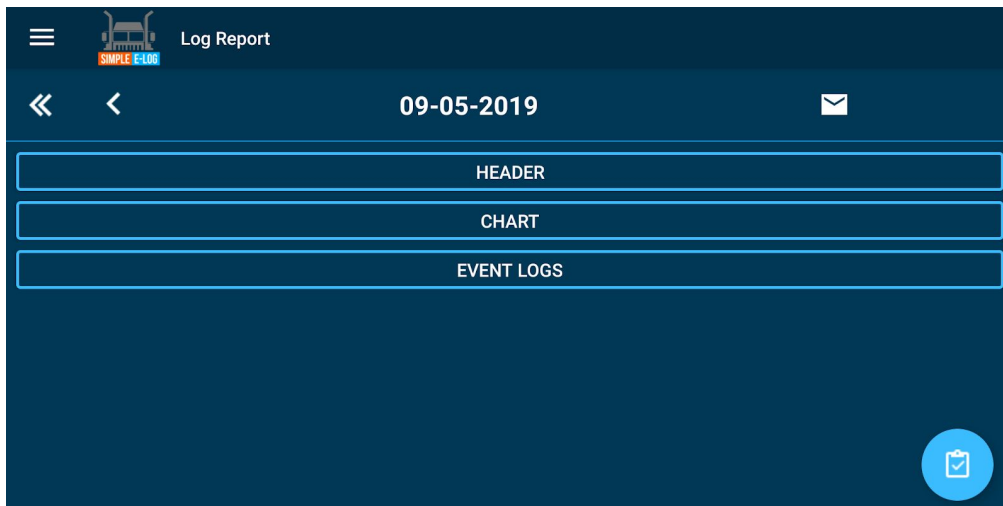 SIMPLE E-LOG
Log Report
09-05-2019
HEADER
CHART
EVENT LOGS